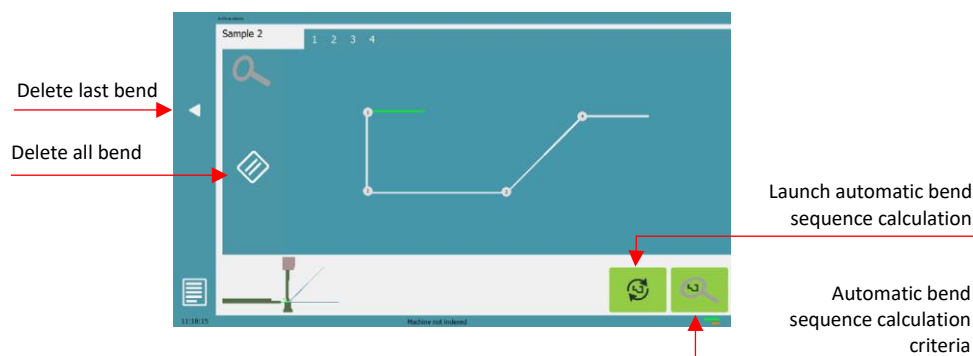 Sample 2
1 2 3 4
Delete last bend
Delete all bend
Launch automatic bend
sequence calculation
Automatic bend
sequence calculation
criteria
11:18:15
Machine not indexed